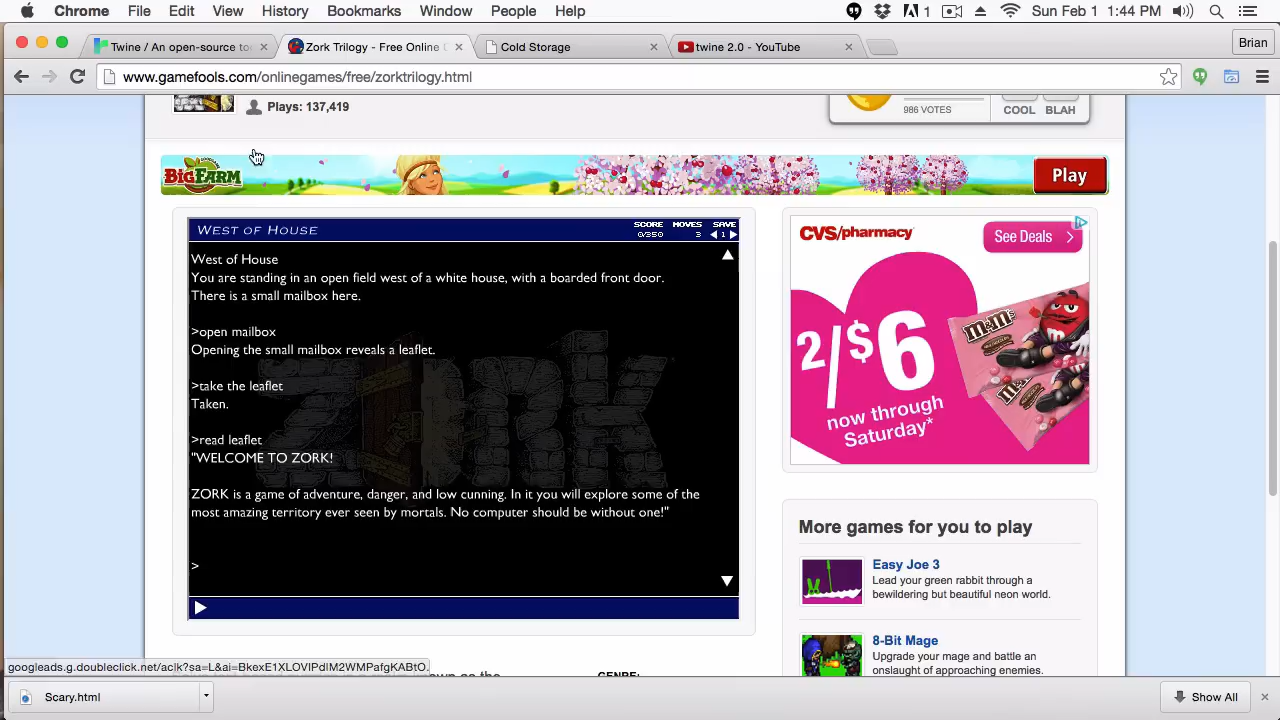 Chrome File Edit View History Bookmarks Window People Help
1 Sun Feb 1 1:44 PM
Twine / An open-source to
Zork Trilogy - Free Online
Cold Storage
twine 2.0 - YouTube
Brian
www.gamefools.com/onlinegames/free/zorktrilogy.html
Plays: 137,419
986 VOTES
COOL BLAH
BIGFARM
Play
WEST OF HOUSE
SCORE MOVES SAVE
0/350 3 1
West of House
You are standing in an open field west of a white house, with a boarded front door.
There is a small mailbox here.
>open mailbox
Opening the small mailbox reveals a leaflet.
>take the leaflet
Taken.
>read leaflet
"WELCOME TO ZORK!
ZORK is a game of adventure, danger, and low cunning. In it you will explore some of the
most amazing territory ever seen by mortals. No computer should be without one!"
>
ZORK
CVS/pharmacy
See Deals
2/$6
now through
Saturday*
m&m's
More games for you to play
Easy Joe 3
Lead your green rabbit through a
bewildering but beautiful neon world.
8-Bit Mage
Upgrade your mage and battle an
onslaught of approaching enemies.
GENRE:
Scary.html
Show All